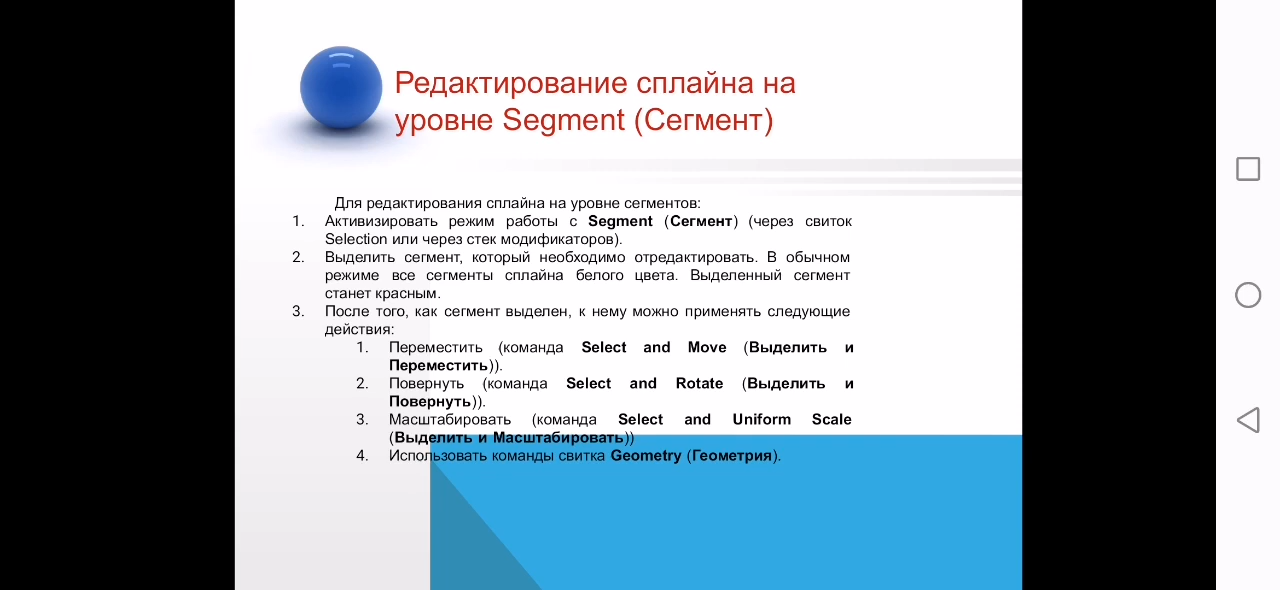 Редактирование сплайна на
уровне Segment (Сегмент)
Для редактирования сплайна на уровне сегментов:
1. Активизировать режим работы с Segment (Сегмент) (через свиток
Selection или через стек модификаторов).
2. Выделить сегмент, который необходимо отредактировать. В обычном
режиме все сегменты сплайна белого цвета. Выделенный сегмент
станет красным.
3. После того, как сегмент выделен, к нему можно применять следующие
действия:
1. Переместить (команда Select and Move (Выделить и
Переместить)).
2. Повернуть (команда Select and Rotate (Выделить и
Повернуть)).
3. Масштабировать (команда Select and Uniform Scale
(Выделить и Масштабировать))
4. Использовать команды свитка Geometry (Геометрия).